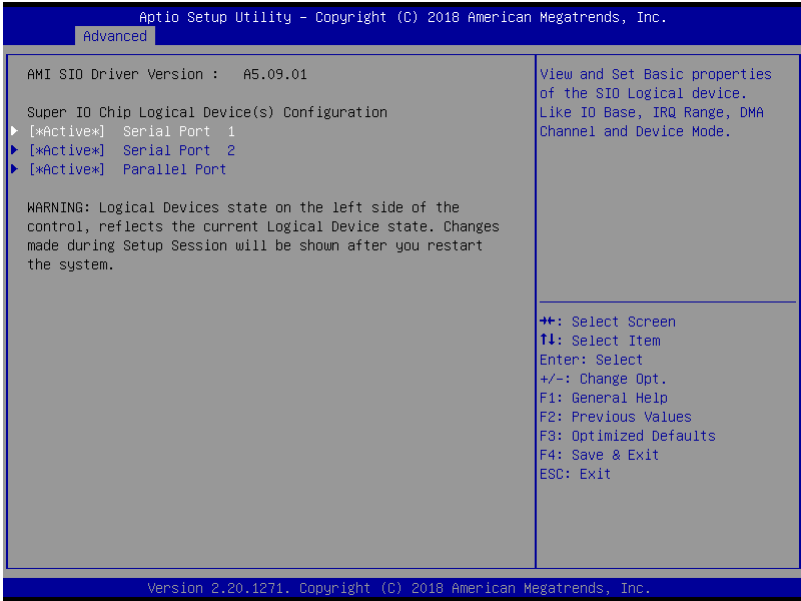 Aptio Setup Utility – Copyright (C) 2018 American Megatrends, Inc.
Advanced
AMI SIO Driver Version :   A5.09.01
Super IO Chip Logical Device(s) Configuration
[*Active*]  Serial Port  1
[*Active*]  Serial Port  2
[*Active*]  Parallel Port
WARNING: Logical Devices state on the left side of the
control, reflects the current Logical Device state. Changes
made during Setup Session will be shown after you restart
the system.
View and Set Basic properties
of the SIO Logical device.
Like IO Base, IRQ Range, DMA
Channel and Device Mode.
→←: Select Screen
↑↓: Select Item
Enter: Select
+/-: Change Opt.
F1: General Help
F2: Previous Values
F3: Optimized Defaults
F4: Save & Exit
ESC: Exit
Version 2.20.1271. Copyright (C) 2018 American Megatrends, Inc.